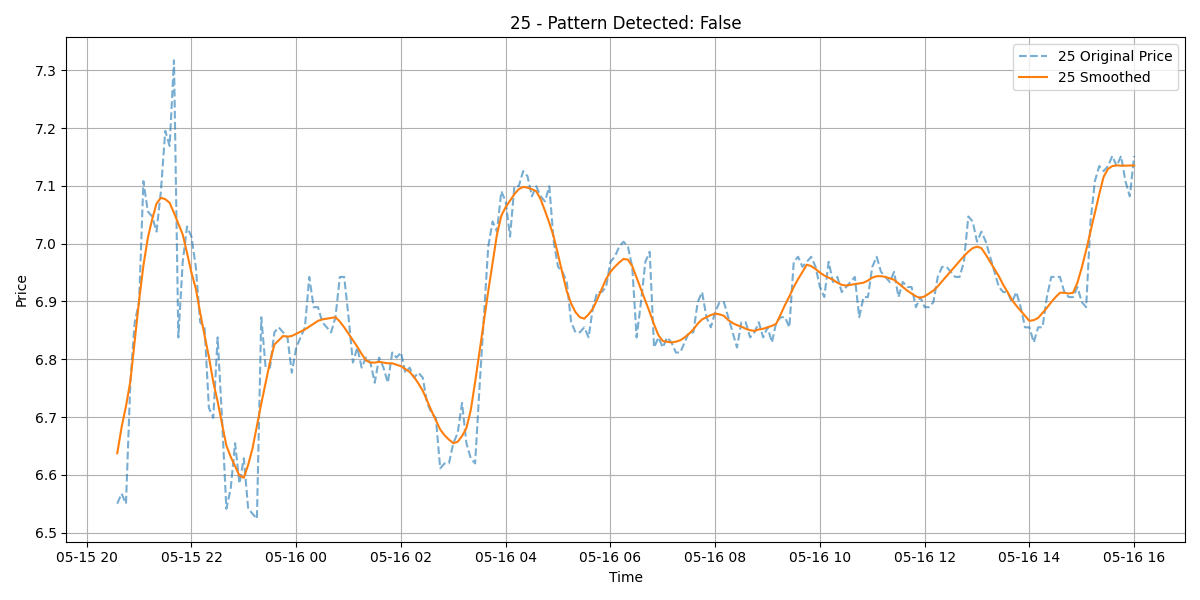 25 - Pattern Detected: False
25 Original Price
25 Smoothed
Price
7.3
7.2
7.1
7.0
6.9
6.8
6.7
6.6
6.5
05-15 20 05-15 22 05-16 00 05-16 02 05-16 04 05-16 06 05-16 08 05-16 10 05-16 12 05-16 14 05-16 16
Time